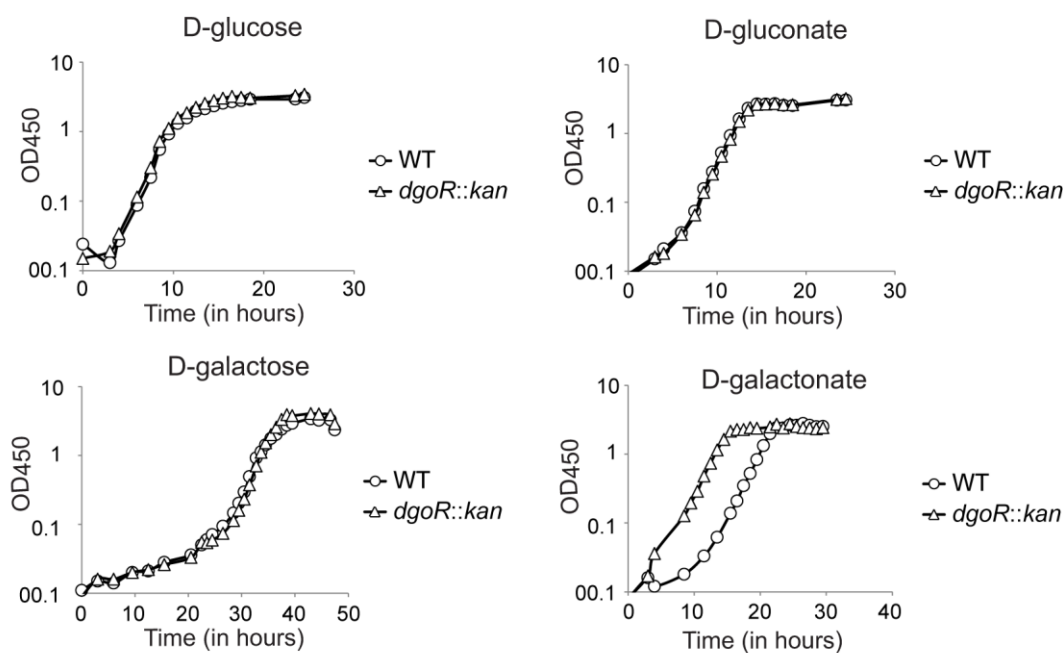 D-glucose
10
1
0.1
00.1
OD450
0 10 20 30
Time (in hours)
WT
dgoR::kan
D-gluconate
10
1
0.1
00.1
OD450
0 10 20 30
Time (in hours)
WT
dgoR::kan
D-galactose
10
1
0.1
00.1
OD450
0 10 20 30 40 50
Time (in hours)
WT
dgoR::kan
D-galactonate
10
1
0.1
00.1
OD450
0 10 20 30 40
Time (in hours)
WT
dgoR::kan